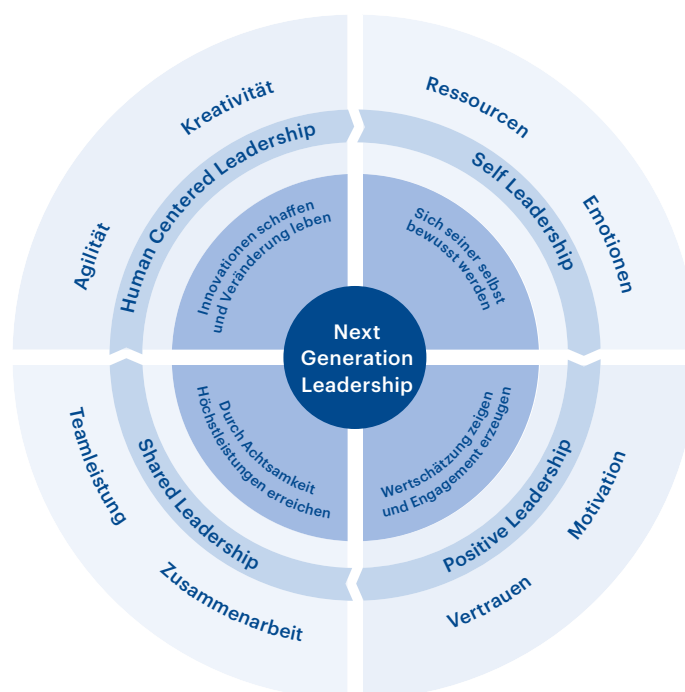 Kreativität
Ressourcen
Human Centered Leadership
Self Leadership
Agilität
Emotionen
Innovationen schaffen
und Veränderung leben
Sich seiner selbst
bewusst werden
Next
Generation
Leadership
Durch Achtsamkeit
Höchstleistungen erreichen
Wertschätzung zeigen
und Engagement erzeugen
Teamleistung
Shared Leadership
Positive Leadership
Motivation
Zusammenarbeit
Vertrauen